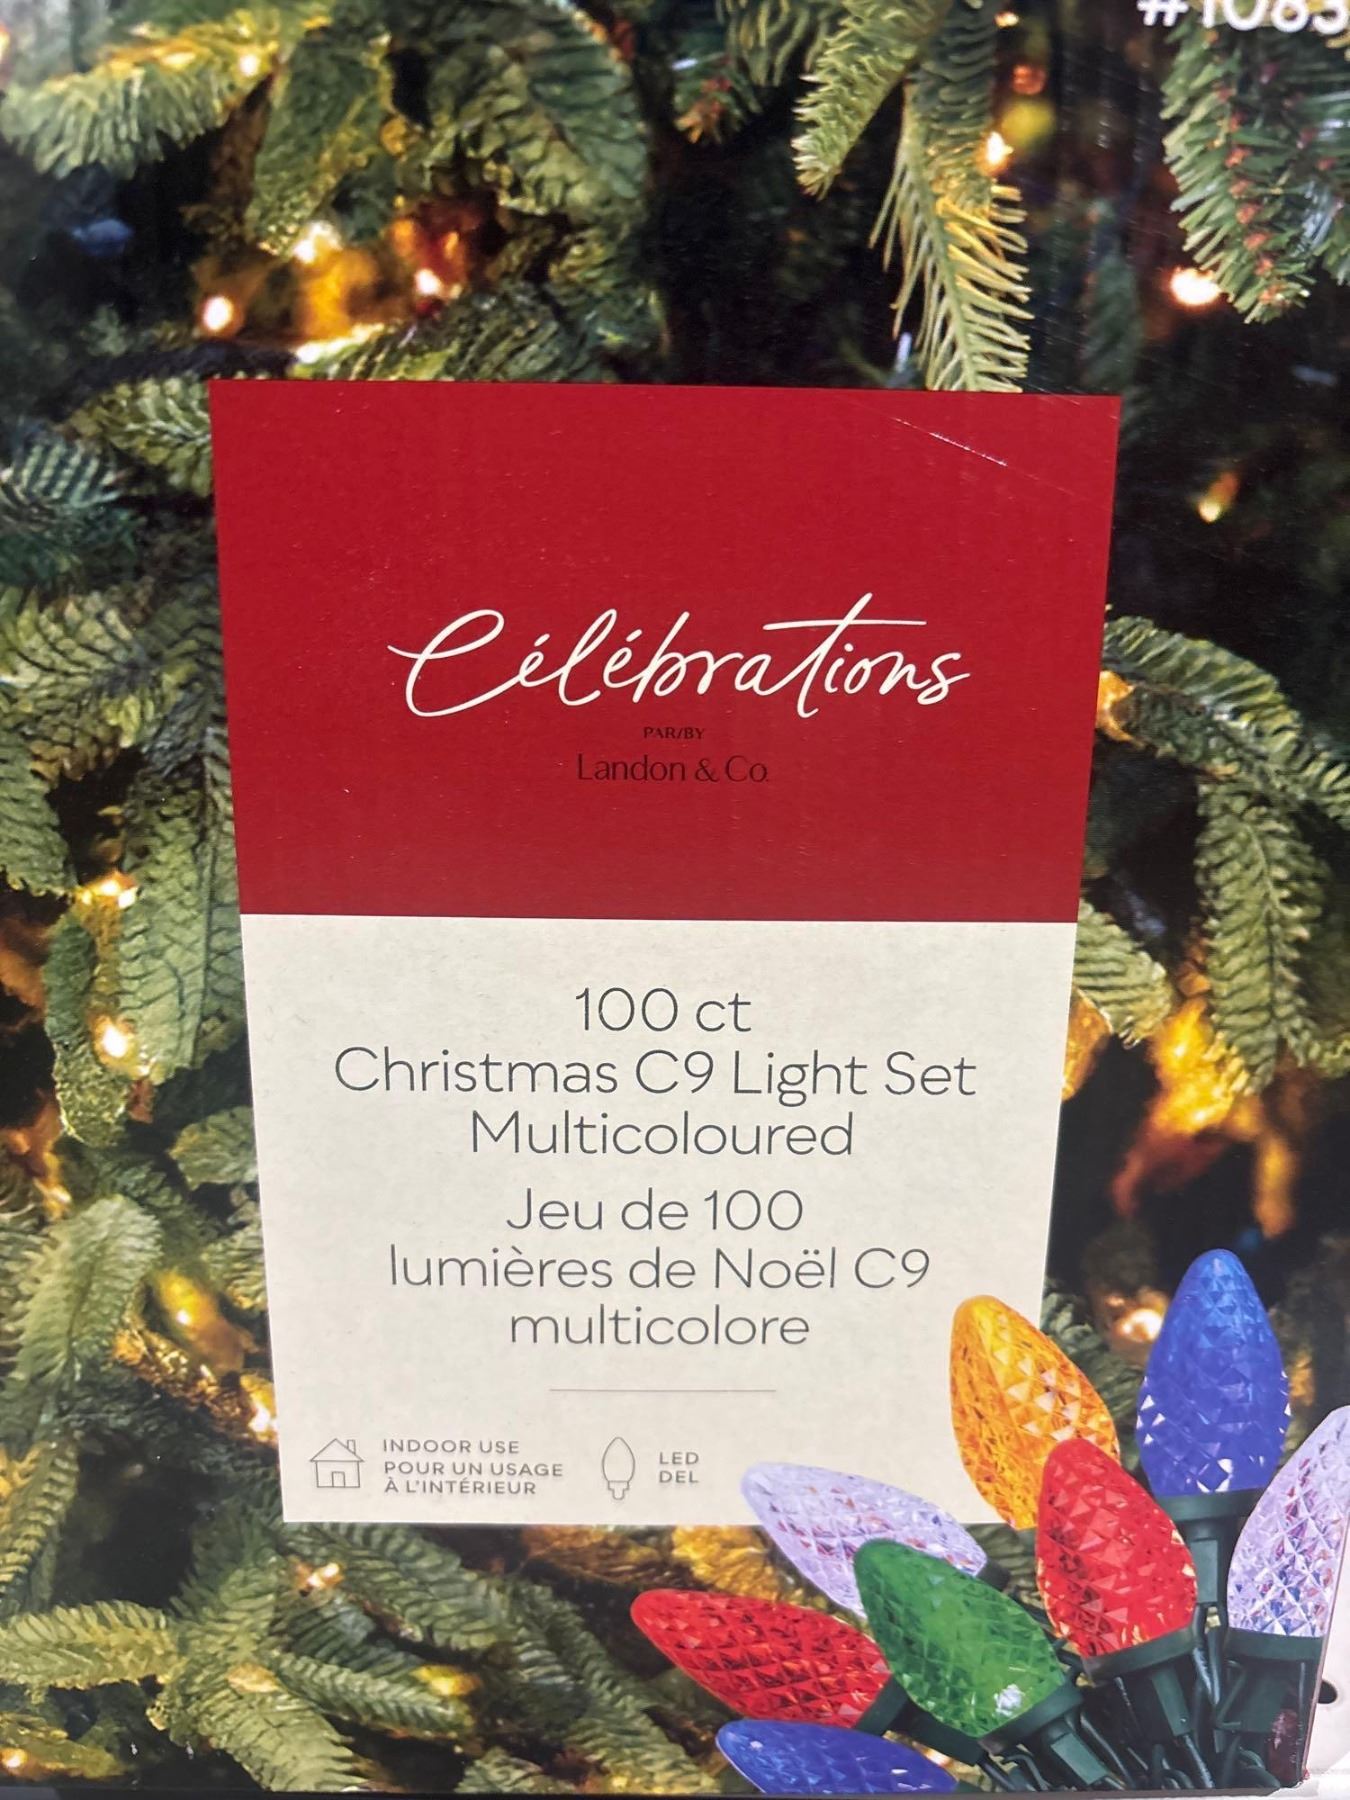 Célébrations
PAR/BY
Landon & Co.
100 ct
Christmas C9 Light Set
Multicoloured
Jeu de 100
lumières de Noël C9
multicolore
INDOOR USE
POUR UN USAGE
À L'INTÉRIEUR
LED
DEL